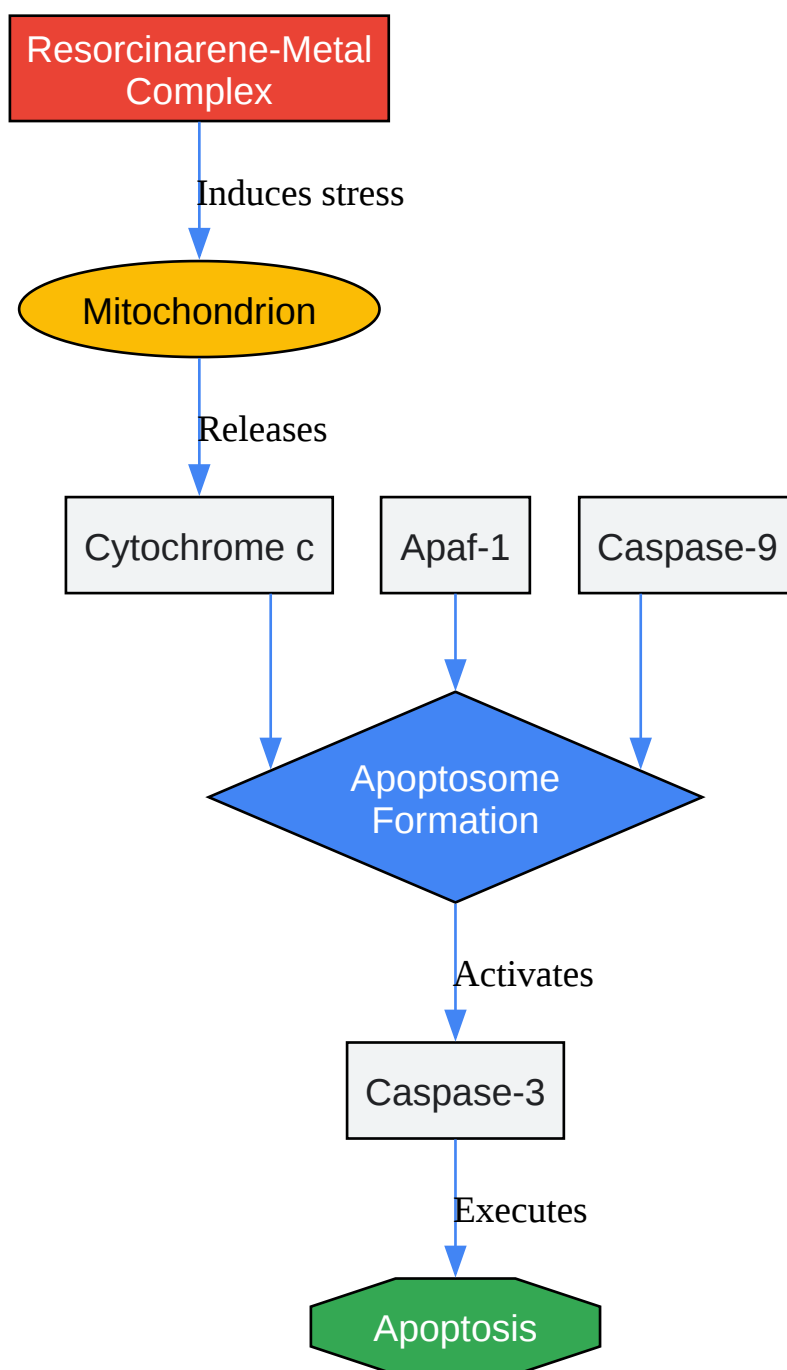 Resorcinarene-Metal
Complex
Induces stress
Mitochondrion
Releases
Cytochrome c
Apaf-1
Caspase-9
Apoptosome
Formation
Activates
Caspase-3
Executes
Apoptosis